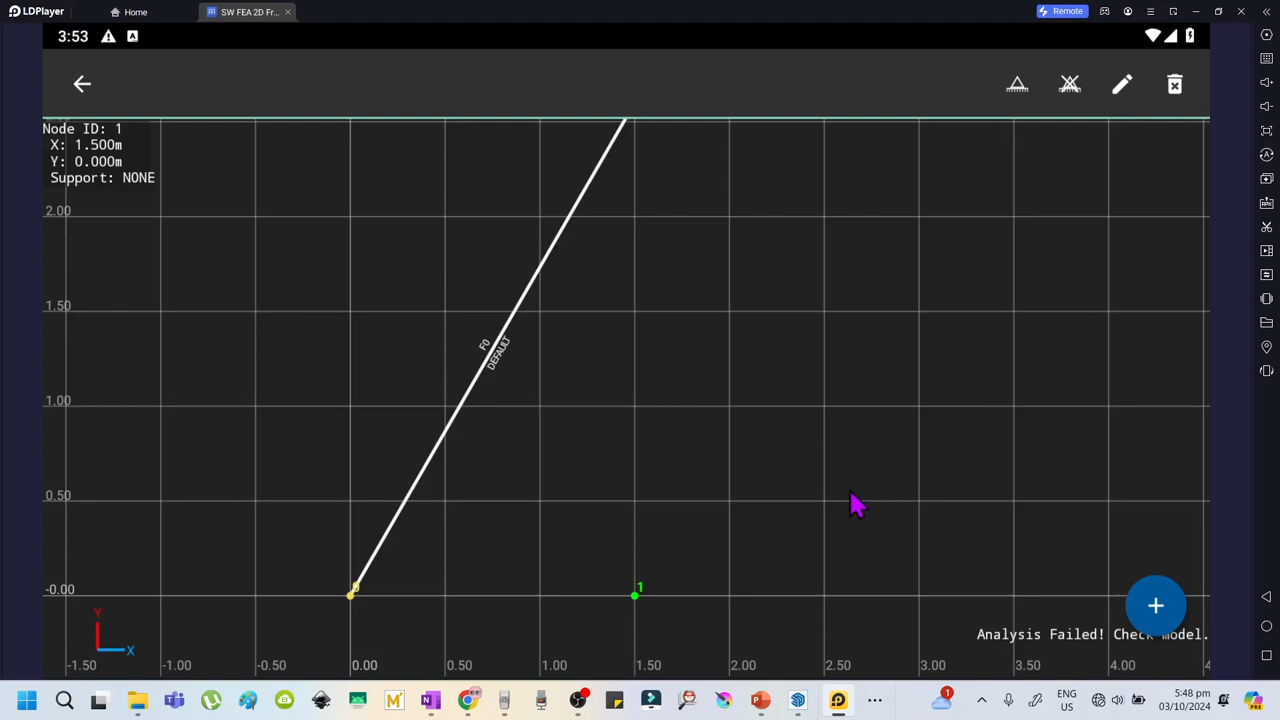 LDPlayer
Home
SW FEA 2D Fr...
Remote
3:53
Node ID: 1
X: 1.500m
Y: 0.000m
Support: NONE
2.00
1.50
F0
DEFAULT
1.00
0.50
-0.00
0
1
Y
X
Analysis Failed! Check model.
-1.50
-1.00
-0.50
0.00
0.50
1.00
1.50
2.00
2.50
3.00
3.50
4.00
ENG
US
5:48 pm
03/10/2024
1